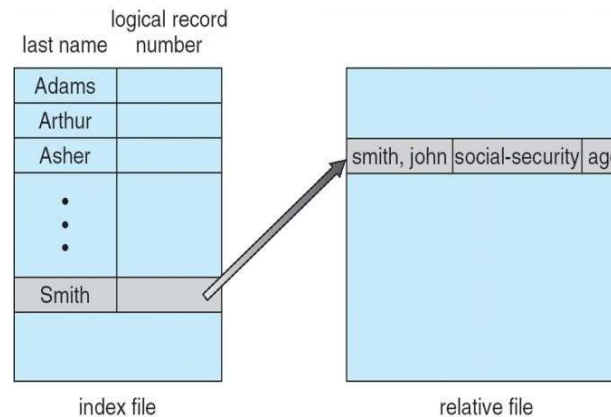 last name
logical record
number
Adams
Arthur
Asher
Smith
index file
smith, john
social-security
relative file